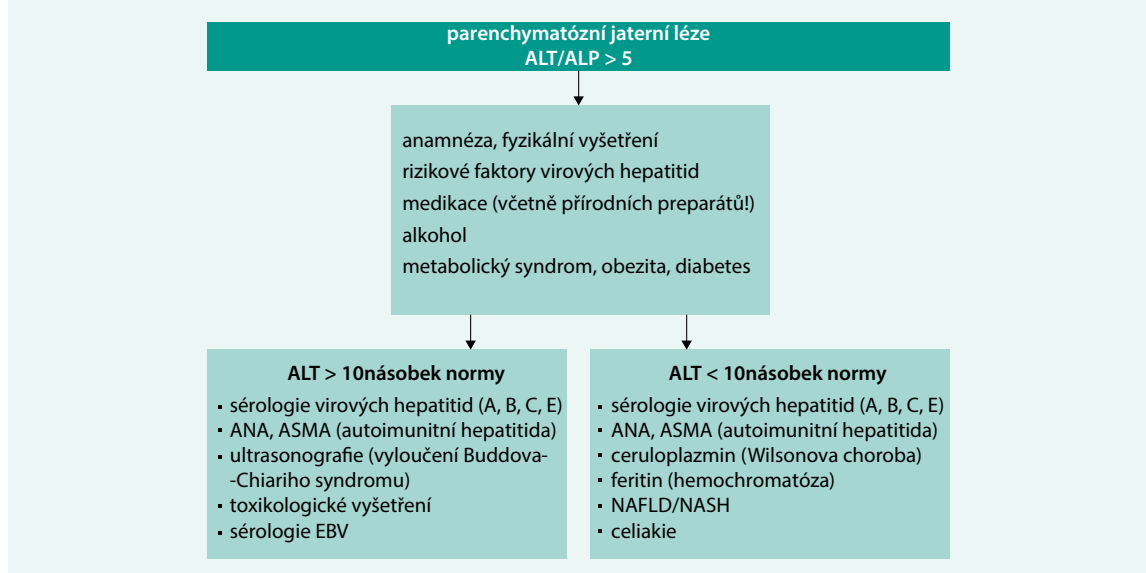 parenchymatózní jaterní léze
ALT/ALP > 5
anamnéza, fyzikální vyšetření
rizikové faktory virových hepatitid
medikace (včetně přírodních preparátů!)
alkohol
metabolický syndrom, obezita, diabetes
ALT > 10násobek normy
▪ sérologie virových hepatitid (A, B, C, E)
▪ ANA, ASMA (autoimunitní hepatitida)
▪ ultrasonografie (vyloučení Buddova-
-Chiariho syndromu)
▪ toxikologické vyšetření
▪ sérologie EBV
ALT < 10násobek normy
▪ sérologie virových hepatitid (A, B, C, E)
▪ ANA, ASMA (autoimunitní hepatitida)
▪ ceruloplazmin (Wilsonova choroba)
▪ feritin (hemochromatóza)
▪ NAFLD/NASH
▪ celiakie